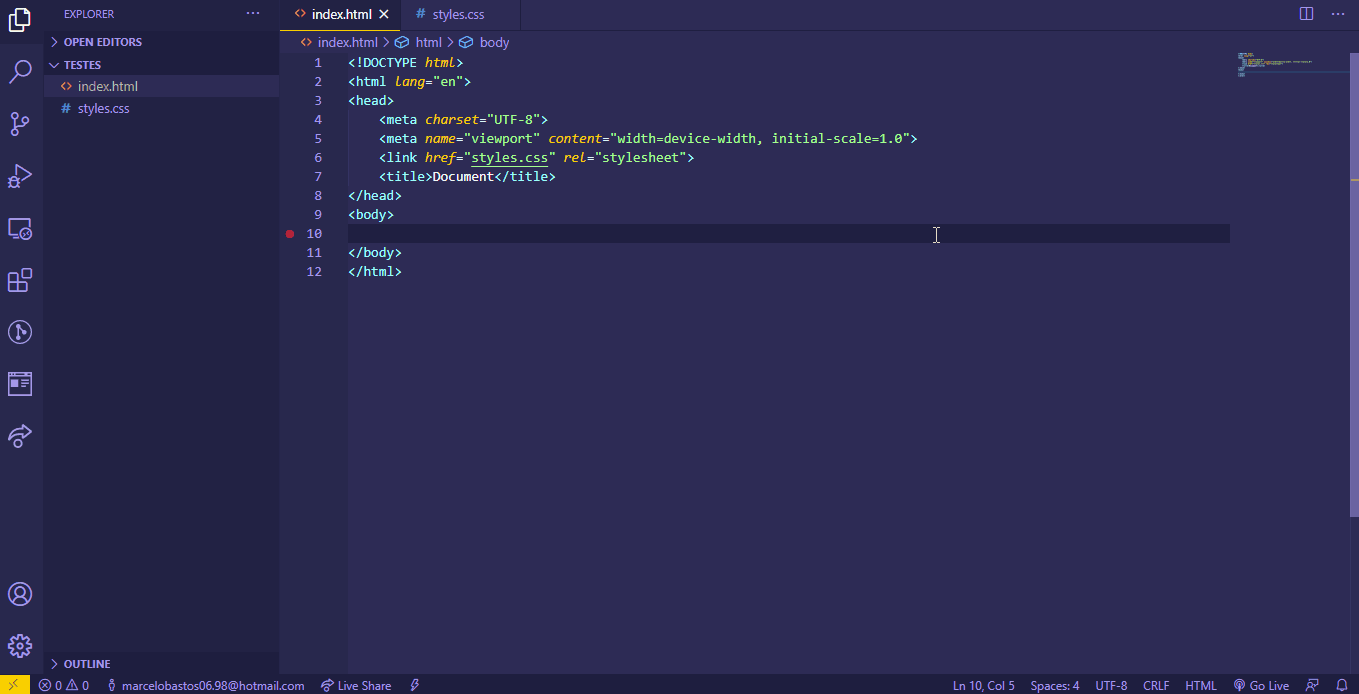 EXPLORER
index.html
styles.css
OPEN EDITORS
index.html > html > body
TESTES
index.html
styles.css
1 <!DOCTYPE html>
2 <html lang="en">
3 <head>
4     <meta charset="UTF-8">
5     <meta name="viewport" content="width=device-width, initial-scale=1.0">
6     <link href="styles.css" rel="stylesheet">
7     <title>Document</title>
8 </head>
9 <body>
10
11 </body>
12 </html>
OUTLINE
0 0 marcelobastos06.98@hotmail.com Live Share Ln 10, Col 5 Spaces: 4 UTF-8 CRLF HTML Go Live